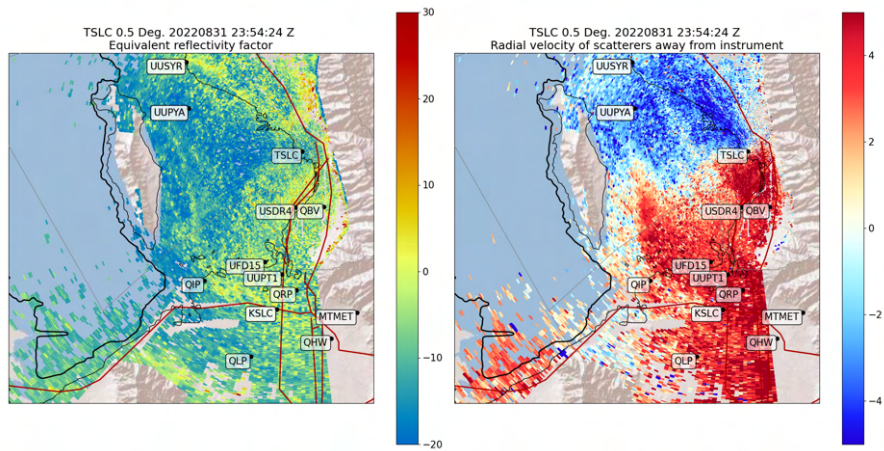 TSLC 0.5 Deg. 20220831 23:54:24 Z
Equivalent reflectivity factor
UUSYR
UUPYA
TSLC
USDR4
QBV
UFD15
UUPT1
QIP
QRP
KSLC
MTMET
QHW
QLP
30
20
10
0
−10
−20
TSLC 0.5 Deg. 20220831 23:54:24 Z
Radial velocity of scatterers away from instrument
UUSYR
UUPYA
TSLC
USDR4
QBV
UFD15
UUPT1
QIP
QRP
KSLC
MTMET
QHW
QLP
4
2
0
−2
−4